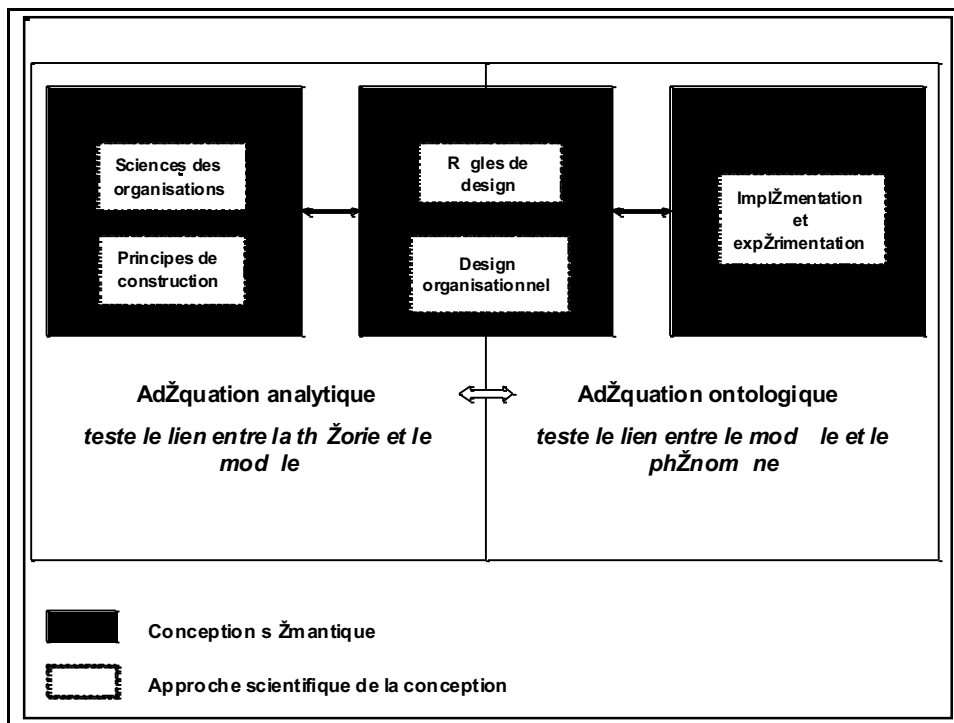 Sciences des
organisations
Principes de
construction
R gles de
design
Design
organisationnel
ImplŽmentation
et
expŽrimentation
AdŽquation analytique
teste le lien entre la th Žorie et le
mod le
AdŽquation ontologique
teste le lien entre le mod le et le
phŽnom ne
Conception s Žmantique
Approche scientifique de la conception